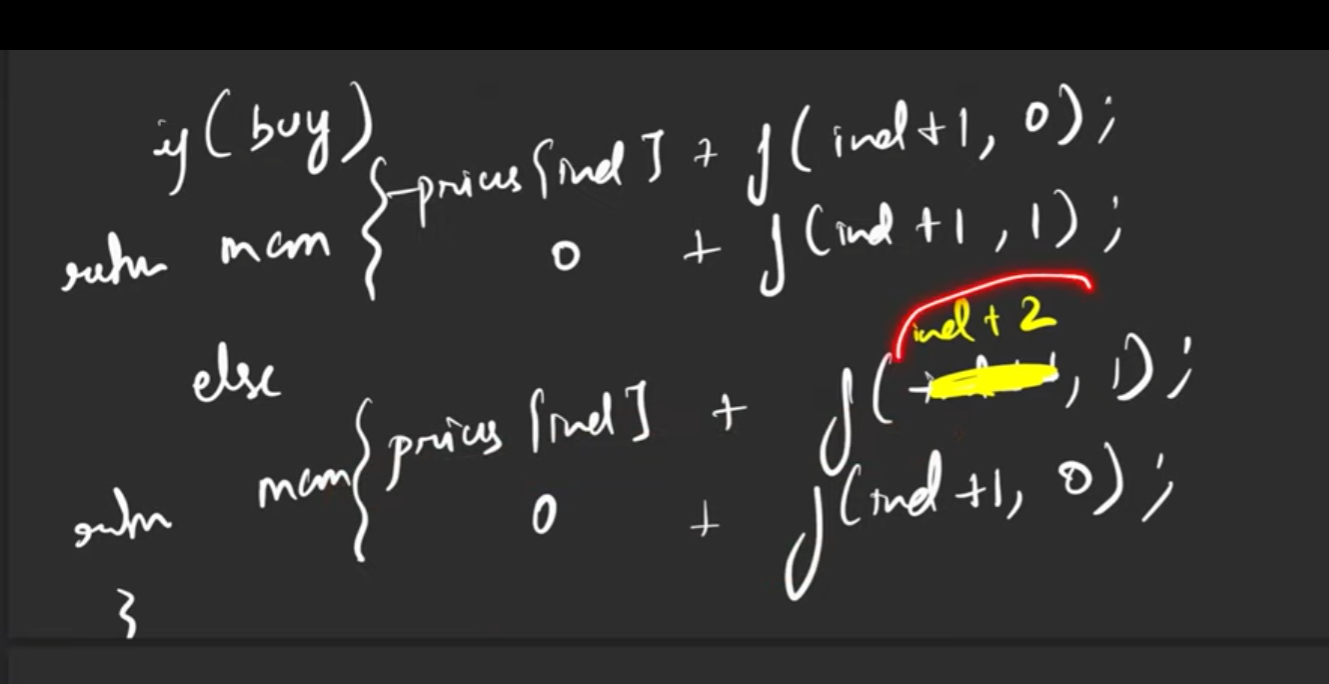 if (buy)
return max { -prices[ind] + f(ind+1, 0);
0 + f(ind+1, 1);
else
ind + 2
return max { prices[ind] + f( , 1);
0 + f(ind+1, 0);
}